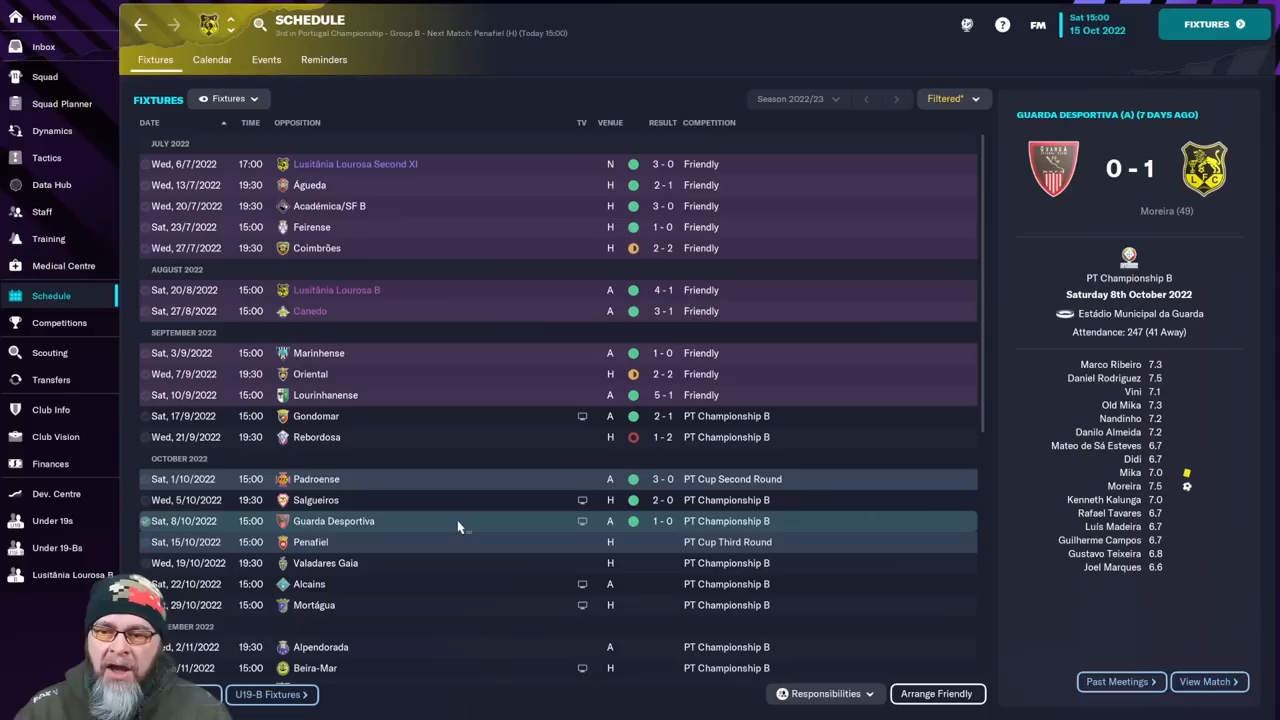 Home
Inbox
Squad
Squad Planner
Dynamics
Tactics
Data Hub
Staff
Training
Medical Centre
Schedule
Competitions
Scouting
Transfers
Club Info
Club Vision
Finances
Dev. Centre
Under 19s
Under 19-Bs
Lusitânia Lourosa B
SCHEDULE
3rd in Portugal Championship - Group B - Next Match: Penafiel (H) (Today 15:00)
FM
Sat 15:00
15 Oct 2022
FIXTURES
Fixtures Calendar Events Reminders
FIXTURES Fixtures Season 2022/23 Filtered*
DATE TIME OPPOSITION TV VENUE RESULT COMPETITION
JULY 2022
Wed, 6/7/2022 17:00 Lusitânia Lourosa Second XI N 3 - 0 Friendly
Wed, 13/7/2022 19:30 Águeda H 2 - 1 Friendly
Wed, 20/7/2022 19:30 Académica/SF B H 3 - 0 Friendly
Sat, 23/7/2022 15:00 Feirense H 1 - 0 Friendly
Wed, 27/7/2022 19:30 Coimbrões H 2 - 2 Friendly
AUGUST 2022
Sat, 20/8/2022 15:00 Lusitânia Lourosa B A 4 - 1 Friendly
Sat, 27/8/2022 15:00 Canedo A 3 - 1 Friendly
SEPTEMBER 2022
Sat, 3/9/2022 15:00 Marinhense A 1 - 0 Friendly
Wed, 7/9/2022 19:30 Oriental H 2 - 2 Friendly
Sat, 10/9/2022 15:00 Lourinhanense A 5 - 1 Friendly
Sat, 17/9/2022 15:00 Gondomar A 2 - 1 PT Championship B
Wed, 21/9/2022 19:30 Rebordosa H 1 - 2 PT Championship B
OCTOBER 2022
Sat, 1/10/2022 15:00 Padroense A 3 - 0 PT Cup Second Round
Wed, 5/10/2022 19:30 Salgueiros H 2 - 0 PT Championship B
Sat, 8/10/2022 15:00 Guarda Desportiva A 1 - 0 PT Championship B
Sat, 15/10/2022 15:00 Penafiel H PT Cup Third Round
Wed, 19/10/2022 19:30 Valadares Gaia H PT Championship B
Sat, 22/10/2022 15:00 Alcains A PT Championship B
Sat, 29/10/2022 15:00 Mortágua H PT Championship B
EMBER 2022
ed, 2/11/2022 19:30 Alpendorada A PT Championship B
/11/2022 15:00 Beira-Mar H PT Championship B
U19-B Fixtures Responsibilities Arrange Friendly
GUARDA DESPORTIVA (A) (7 DAYS AGO)
GUARDA
LFC
0 - 1
Moreira (49)
PT Championship B
Saturday 8th October 2022
Estádio Municipal da Guarda
Attendance: 247 (41 Away)
Marco Ribeiro 7.3
Daniel Rodriguez 7.5
Vini 7.1
Old Mika 7.3
Nandinho 7.2
Danilo Almeida 7.2
Mateo de Sá Esteves 6.7
Didi 6.7
Mika 7.0
Moreira 7.5
Kenneth Kalunga 7.0
Rafael Tavares 6.7
Luís Madeira 6.7
Guilherme Campos 6.7
Gustavo Teixeira 6.8
Joel Marques 6.6
Past Meetings View Match